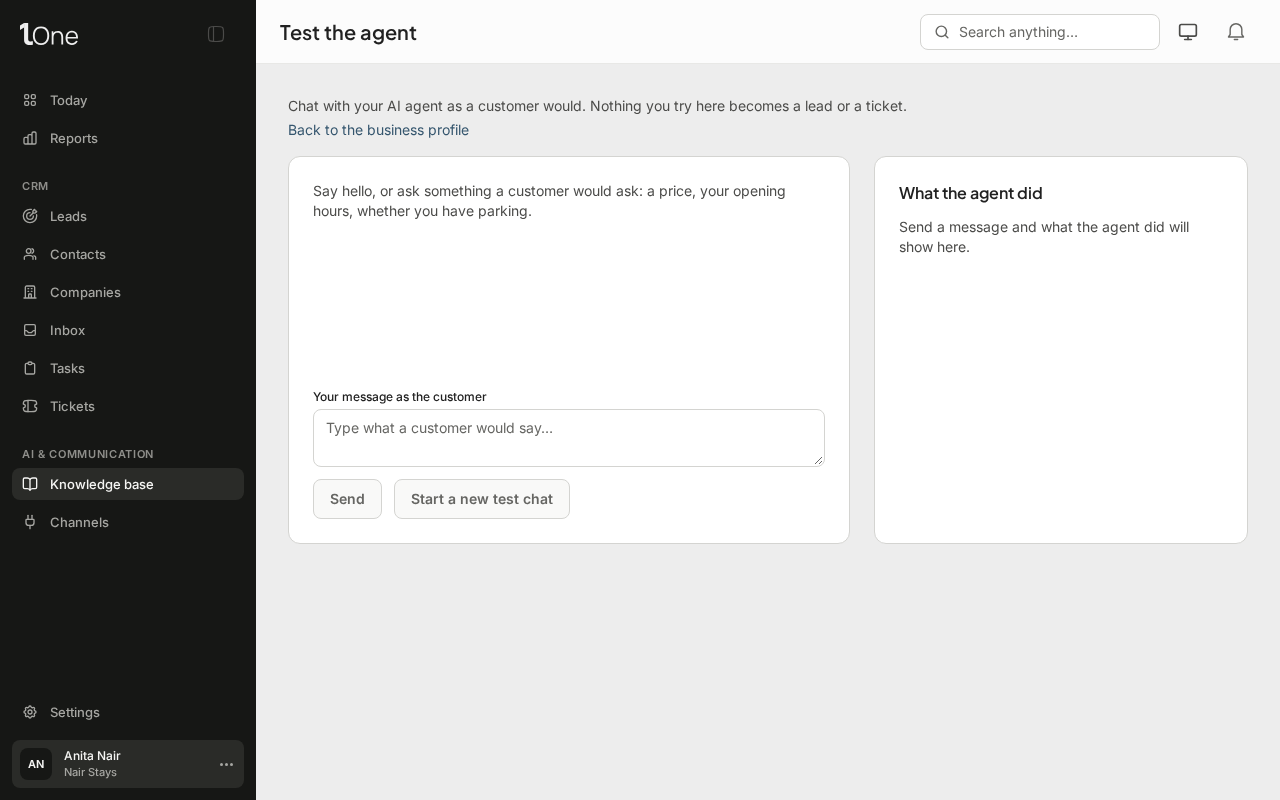 1One
Test the agent
Search anything...
Today
Reports
CRM
Leads
Contacts
Companies
Inbox
Tasks
Tickets
AI & COMMUNICATION
Knowledge base
Channels
Settings
AN
Anita Nair
Nair Stays
Chat with your AI agent as a customer would. Nothing you try here becomes a lead or a ticket.
Back to the business profile
Say hello, or ask something a customer would ask: a price, your opening
hours, whether you have parking.
Your message as the customer
Type what a customer would say...
Send
Start a new test chat
What the agent did
Send a message and what the agent did will
show here.